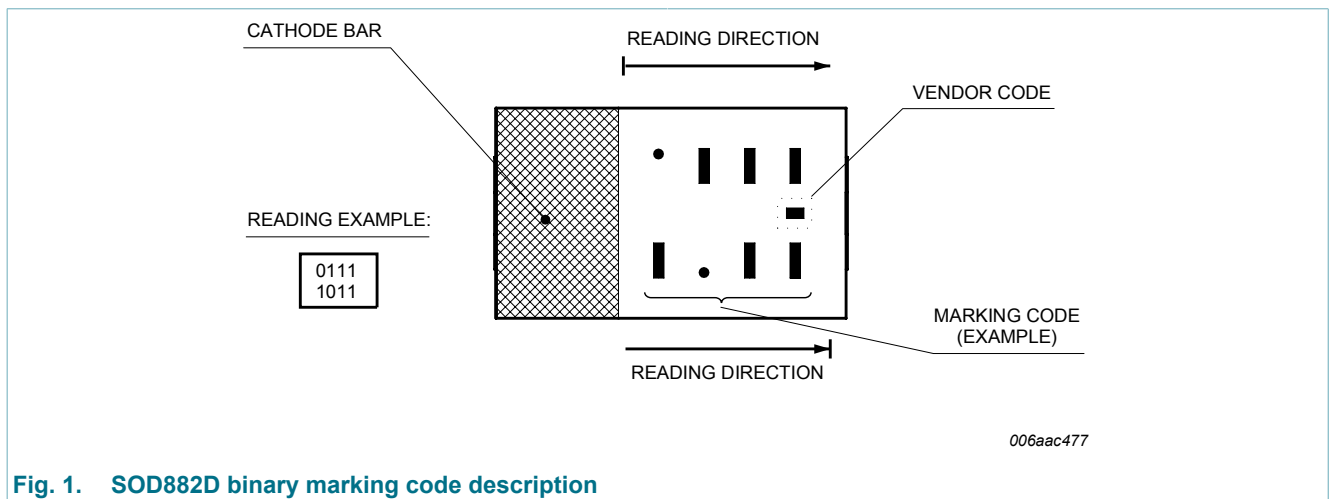 CATHODE BAR
READING DIRECTION
VENDOR CODE
READING EXAMPLE:
0111
1011
MARKING CODE
(EXAMPLE)
READING DIRECTION
006aac477
Fig. 1. SOD882D binary marking code description